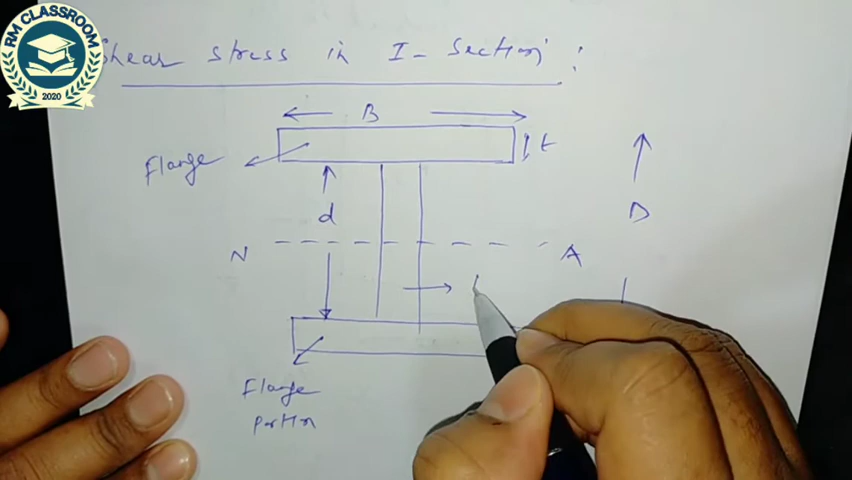 RM CLASSROOM
2020
Shear stress in I-Section:
B
t
Flange
d
D
N
A
Flange
portion